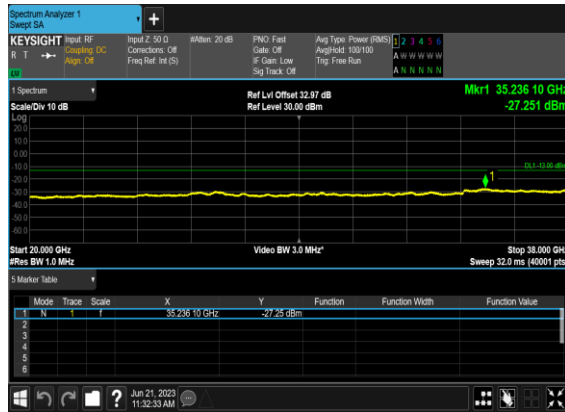 Spectrum Analyzer 1
Swept SA
+
KEYSIGHT Input: RF Input Z: 50 Ω #Atten: 20 dB PNO: Fast Avg Type: Power (RMS) 1 2 3 4 5 6
R T Coupling: DC Corrections: Off Gate: Off Avg|Hold: 100/100 A W W W W W
Align: Off Freq Ref: Int (S) IF Gain: Low Trig: Free Run
Sig Track: Off A N N N N N
1 Spectrum Ref Lvl Offset 32.97 dB Mkr1 35.236 10 GHz
Scale/Div 10 dB Ref Level 30.00 dBm -27.251 dBm
Log
20.0
10.0
0.00
-10.0 DL1 -13.00 dBm
-20.0 1
-30.0
-40.0
-50.0
-60.0
Start 20.000 GHz Video BW 3.0 MHz* Stop 38.000 GHz
#Res BW 1.0 MHz Sweep 32.0 ms (40001 pts)
5 Marker Table
Mode Trace Scale X Y Function Function Width Function Value
1 N 1 f 35.236 10 GHz -27.25 dBm
2
3
4
5
6
? Jun 21, 2023
11:32:33 AM